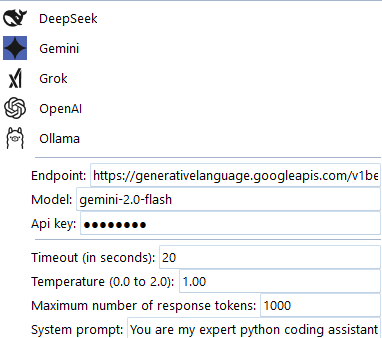 DeepSeek
Gemini
Grok
OpenAI
Ollama
Endpoint: https://generativelanguage.googleapis.com/v1be
Model: gemini-2.0-flash
Api key: ●●●●●●●●
Timeout (in seconds): 20
Temperature (0.0 to 2.0): 1.00
Maximum number of response tokens: 1000
System prompt: You are my expert python coding assistant